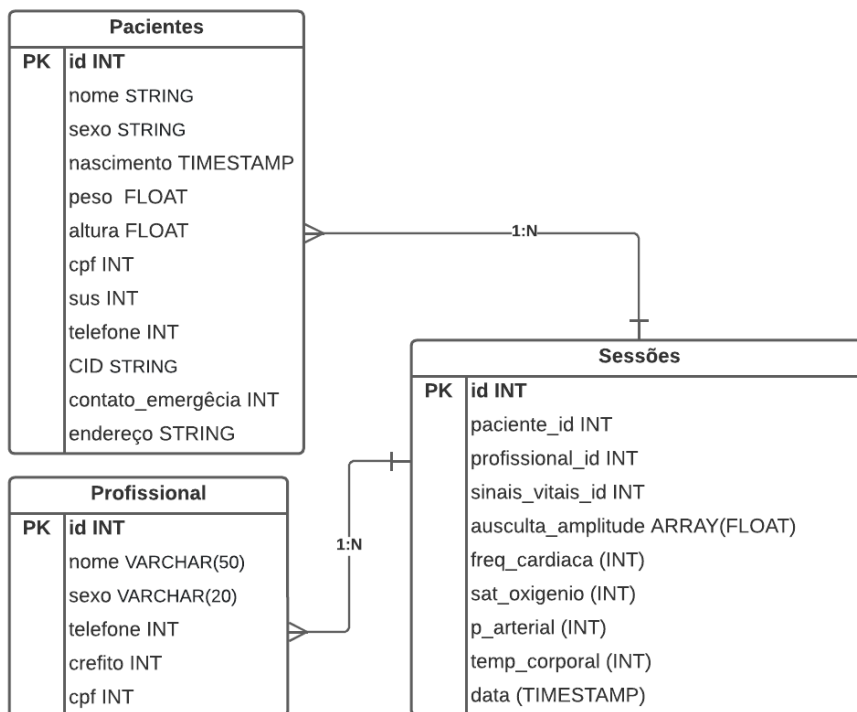 Pacientes
PK id INT
nome STRING
sexo STRING
nascimento TIMESTAMP
peso FLOAT
altura FLOAT
cpf INT
sus INT
telefone INT
CID STRING
contato_emergêcia INT
endereço STRING
1:N
Sessões
PK id INT
paciente_id INT
profissional_id INT
sinais_vitais_id INT
ausculta_amplitude ARRAY(FLOAT)
freq_cardiaca (INT)
sat_oxigenio (INT)
p_arterial (INT)
temp_corporal (INT)
data (TIMESTAMP)
1:N
Profissional
PK id INT
nome VARCHAR(50)
sexo VARCHAR(20)
telefone INT
crefito INT
cpf INT